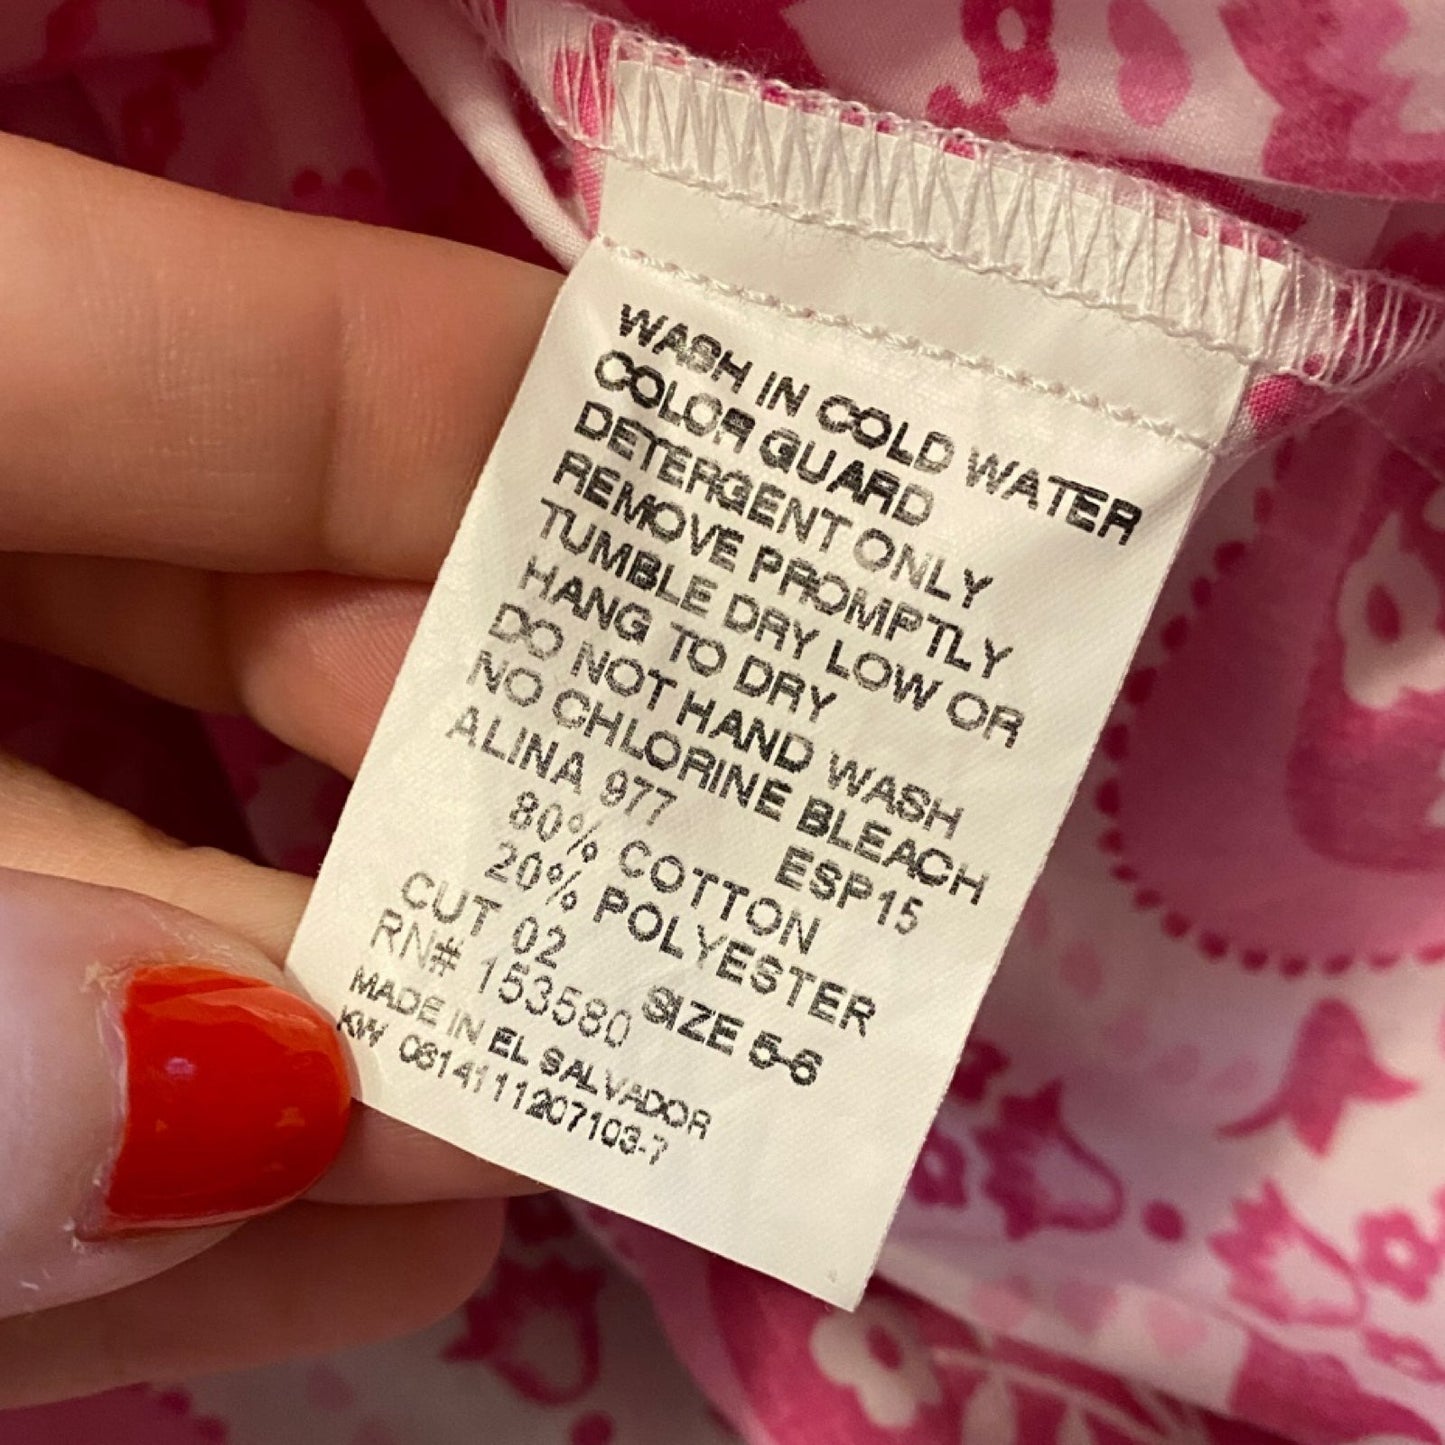 WASH IN COLD WATER
COLOR GUARD
DETERGENT ONLY
REMOVE PROMPTLY
TUMBLE DRY LOW OR
HANG TO DRY
DO NOT HAND WASH
NO CHLORINE BLEACH
ALINA 977 ESP15
80% COTTON
20% POLYESTER
CUT 02 SIZE 5-6
RN# 153580
MADE IN EL SALVADOR
KW 0614111207103-7